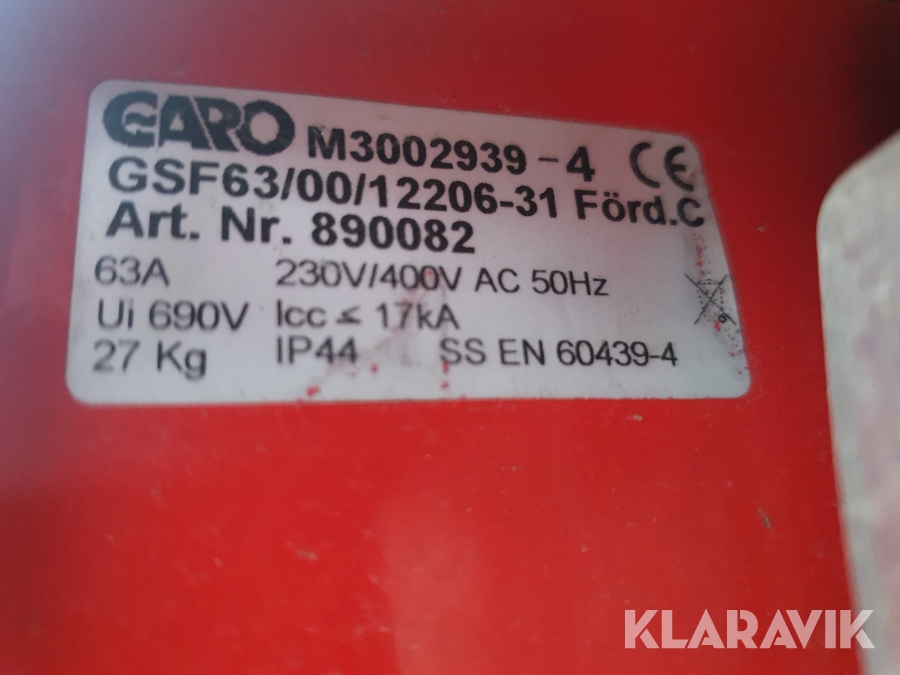 GARO M3002939-4 CE
GSF63/00/12206-31 Förd.C
Art. Nr. 890082
63A 230V/400V AC 50Hz
Ui 690V Icc ≤ 17kA
27 Kg IP44 SS EN 60439-4
KLARAVIK